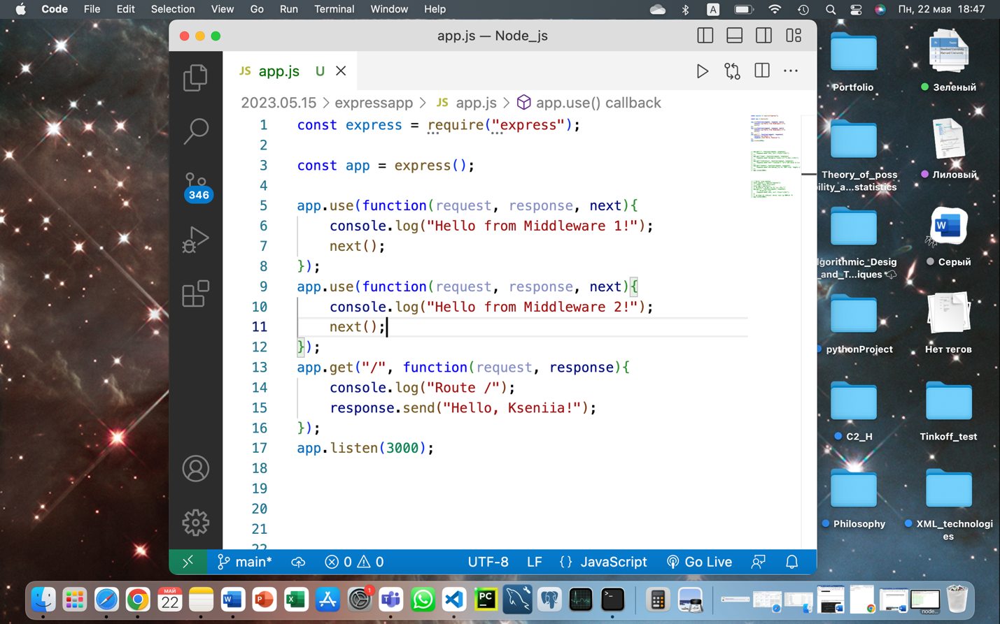 Code File Edit Selection View Go Run Terminal Window Help A Пн, 22 мая 18:47
app.js — Node_js
JS app.js U
2023.05.15 > expressapp > JS app.js > app.use() callback
1 const express = require("express");
2
3 const app = express();
4
5 app.use(function(request, response, next){
6 console.log("Hello from Middleware 1!");
7 next();
8 });
9 app.use(function(request, response, next){
10 console.log("Hello from Middleware 2!");
11 next();
12 });
13 app.get("/", function(request, response){
14 console.log("Route /");
15 response.send("Hello, Kseniia!");
16 });
17 app.listen(3000);
18
19
20
21
22
346
main* 0 0 UTF-8 LF {} JavaScript Go Live
Portfolio
Зеленый
Theory_of_poss
ility_a...statistics
Лиловый
lgorithmic_Desig
_and_T...iques
W
Серый
pythonProject
Нет тегов
C2_H
Tinkoff_test
Philosophy
XML_technologi
es
МАЙ
22
W
P
X
1
T
PC
>_
node...